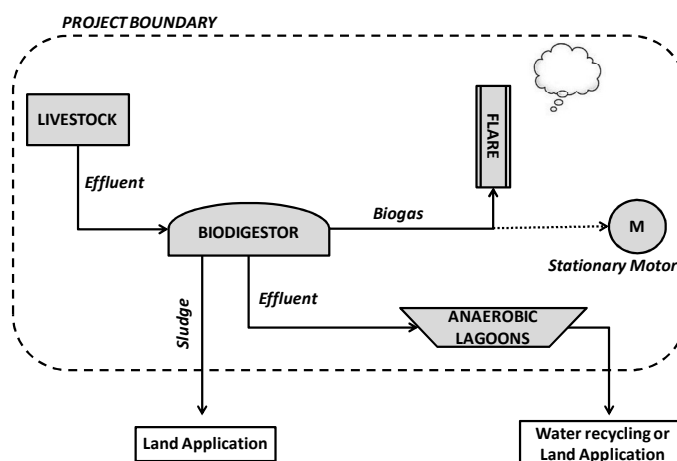 PROJECT BOUNDARY
LIVESTOCK
FLARE
Effluent
Biogas
BIODIGESTOR
M
Stationary Motor
Sludge
Effluent
ANAEROBIC
LAGOONS
Land Application
Water recycling or
Land Application